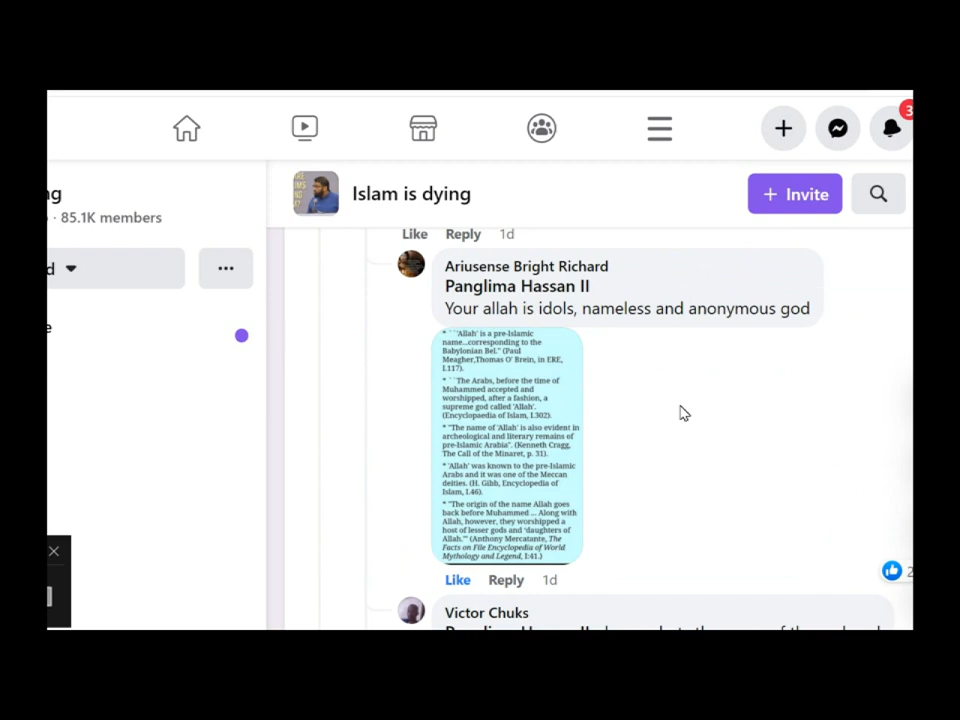 3
ng
Islam is dying
+ Invite
· 85.1K members
d
e
Like Reply 1d
Ariusense Bright Richard
Panglima Hassan II
Your allah is idols, nameless and anonymous god
* ``'Allah' is a pre-Islamic
name...corresponding to the
Babylonian Bel." (Paul
Meagher,Thomas O' Brein, in ERE,
I.117).
* ``The Arabs, before the time of
Muhammed accepted and
worshipped, after a fashion, a
supreme god called 'Allah'.
(Encyclopaedia of Islam, I.302).
* "The name of 'Allah' is also evident in
archeological and literary remains of
pre-Islamic Arabia". (Kenneth Cragg,
The Call of the Minaret, p. 31).
* 'Allah' was known to the pre-Islamic
Arabs and it was one of the Meccan
deities. (H. Gibb, Encyclopedia of
Islam, I.46).
* "The origin of the name Allah goes
back before Muhammed ... Along with
Allah, however, they worshipped a
host of lesser gods and 'daughters of
Allah.'" (Anthony Mercatante, The
Facts on File Encyclopedia of World
Mythology and Legend, I:41.)
Like Reply 1d
2
Victor Chuks